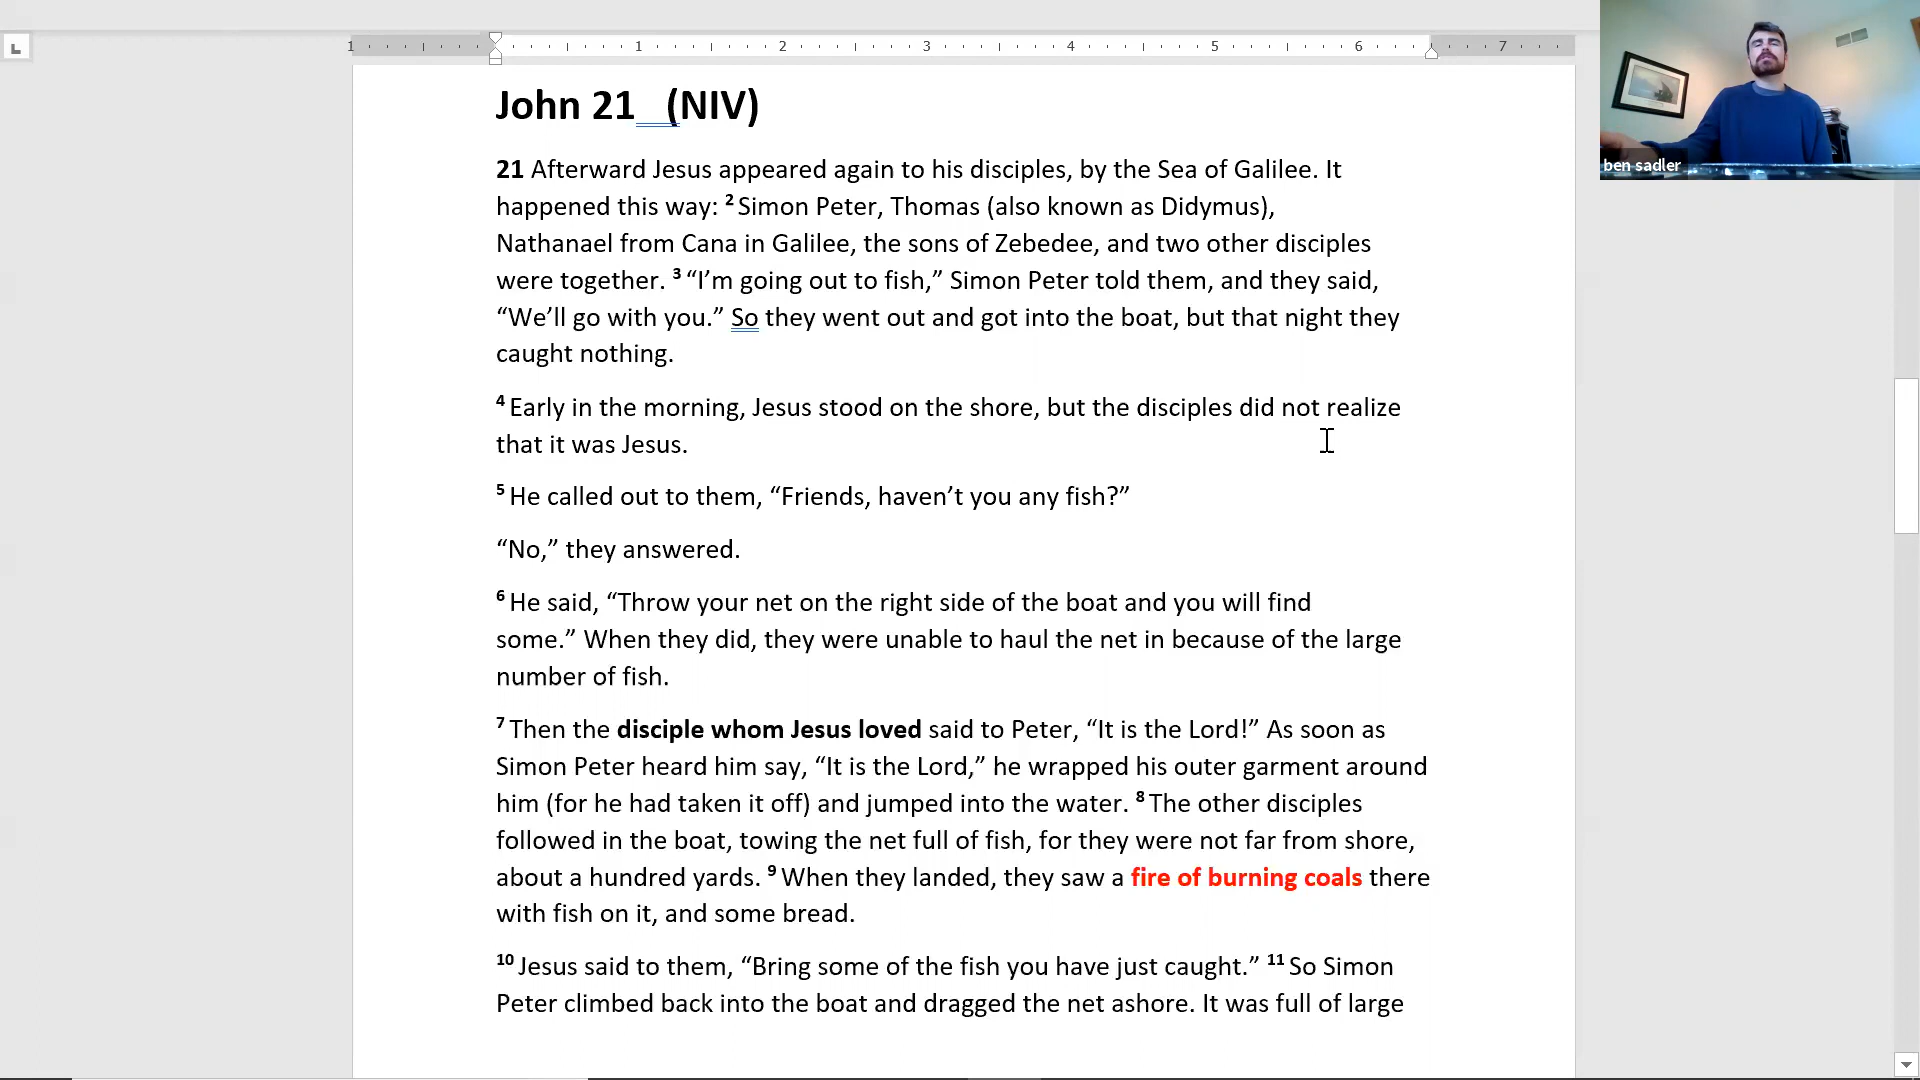 1 1 2 3 4 5 6 7
ben sadler
John 21 (NIV)
21 Afterward Jesus appeared again to his disciples, by the Sea of Galilee. It
happened this way: 2 Simon Peter, Thomas (also known as Didymus),
Nathanael from Cana in Galilee, the sons of Zebedee, and two other disciples
were together. 3 “I’m going out to fish,” Simon Peter told them, and they said,
“We’ll go with you.” So they went out and got into the boat, but that night they
caught nothing.
4 Early in the morning, Jesus stood on the shore, but the disciples did not realize
that it was Jesus.
5 He called out to them, “Friends, haven’t you any fish?”
“No,” they answered.
6 He said, “Throw your net on the right side of the boat and you will find
some.” When they did, they were unable to haul the net in because of the large
number of fish.
7 Then the disciple whom Jesus loved said to Peter, “It is the Lord!” As soon as
Simon Peter heard him say, “It is the Lord,” he wrapped his outer garment around
him (for he had taken it off) and jumped into the water. 8 The other disciples
followed in the boat, towing the net full of fish, for they were not far from shore,
about a hundred yards. 9 When they landed, they saw a fire of burning coals there
with fish on it, and some bread.
10 Jesus said to them, “Bring some of the fish you have just caught.” 11 So Simon
Peter climbed back into the boat and dragged the net ashore. It was full of large